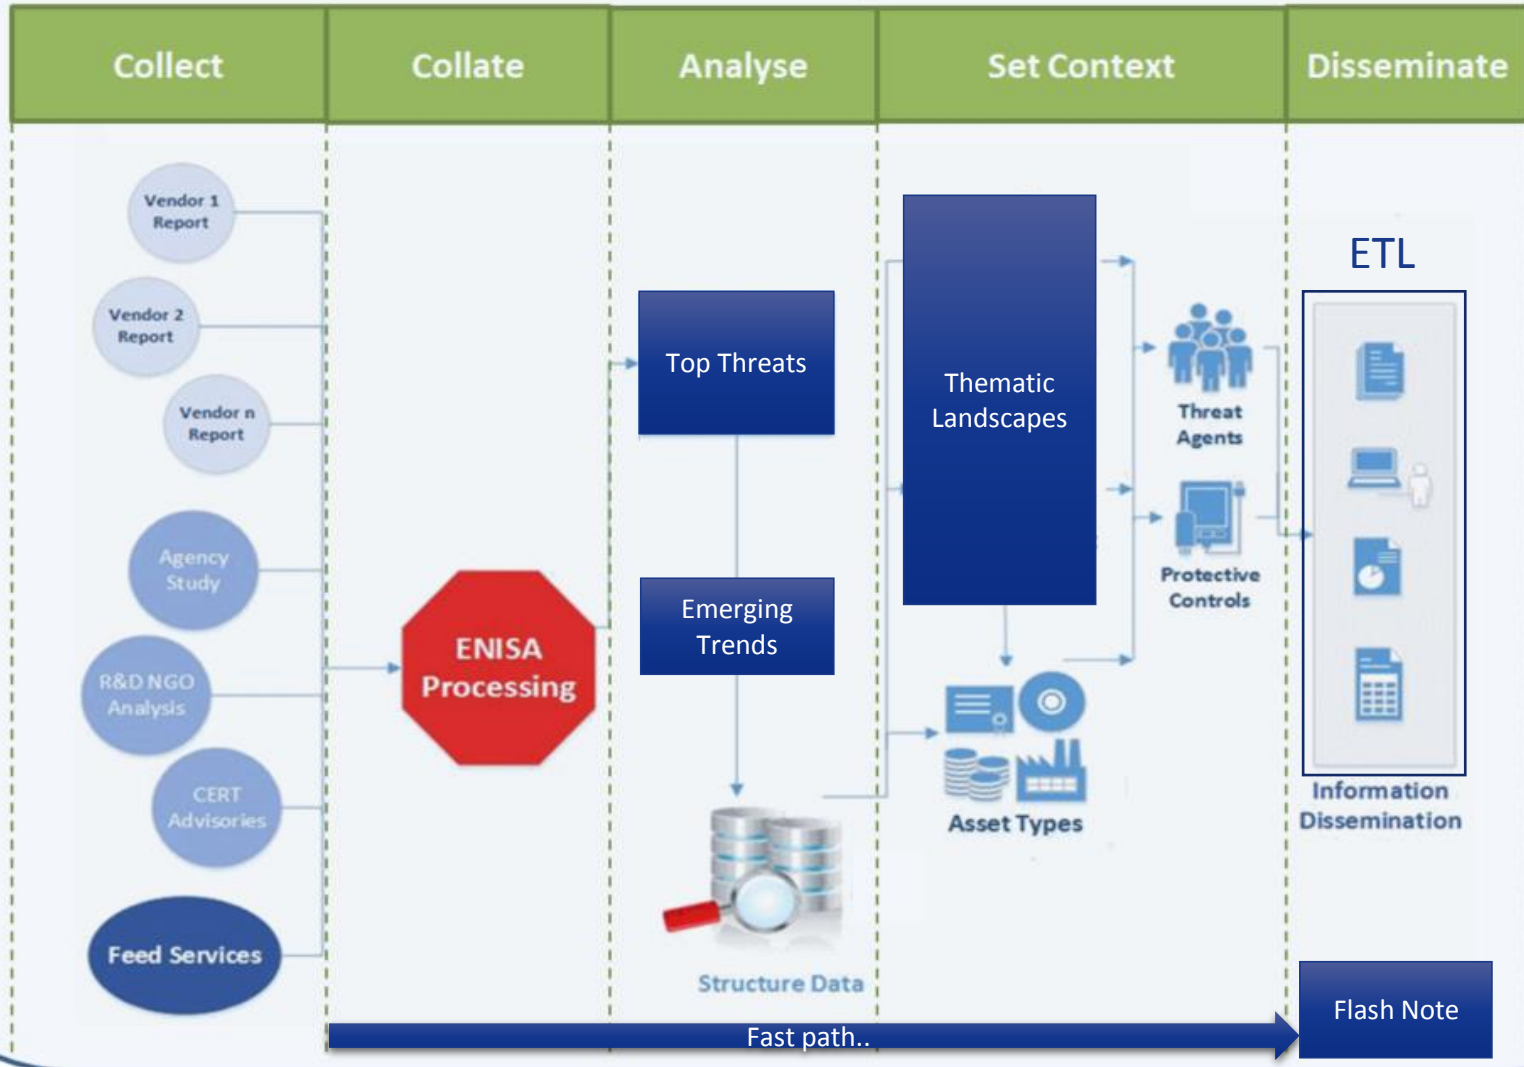 Collect
Collate
Analyse
Set Context
Disseminate
Vendor 1
Report
Vendor 2
Report
Vendor n
Report
Agency
Study
R&D NGO
Analysis
CERT
Advisories
Feed Services
ENISA
Processing
Top Threats
Emerging
Trends
Structure Data
Thematic
Landscapes
Threat
Agents
Protective
Controls
Asset Types
ETL
Information
Dissemination
Flash Note
Fast path..